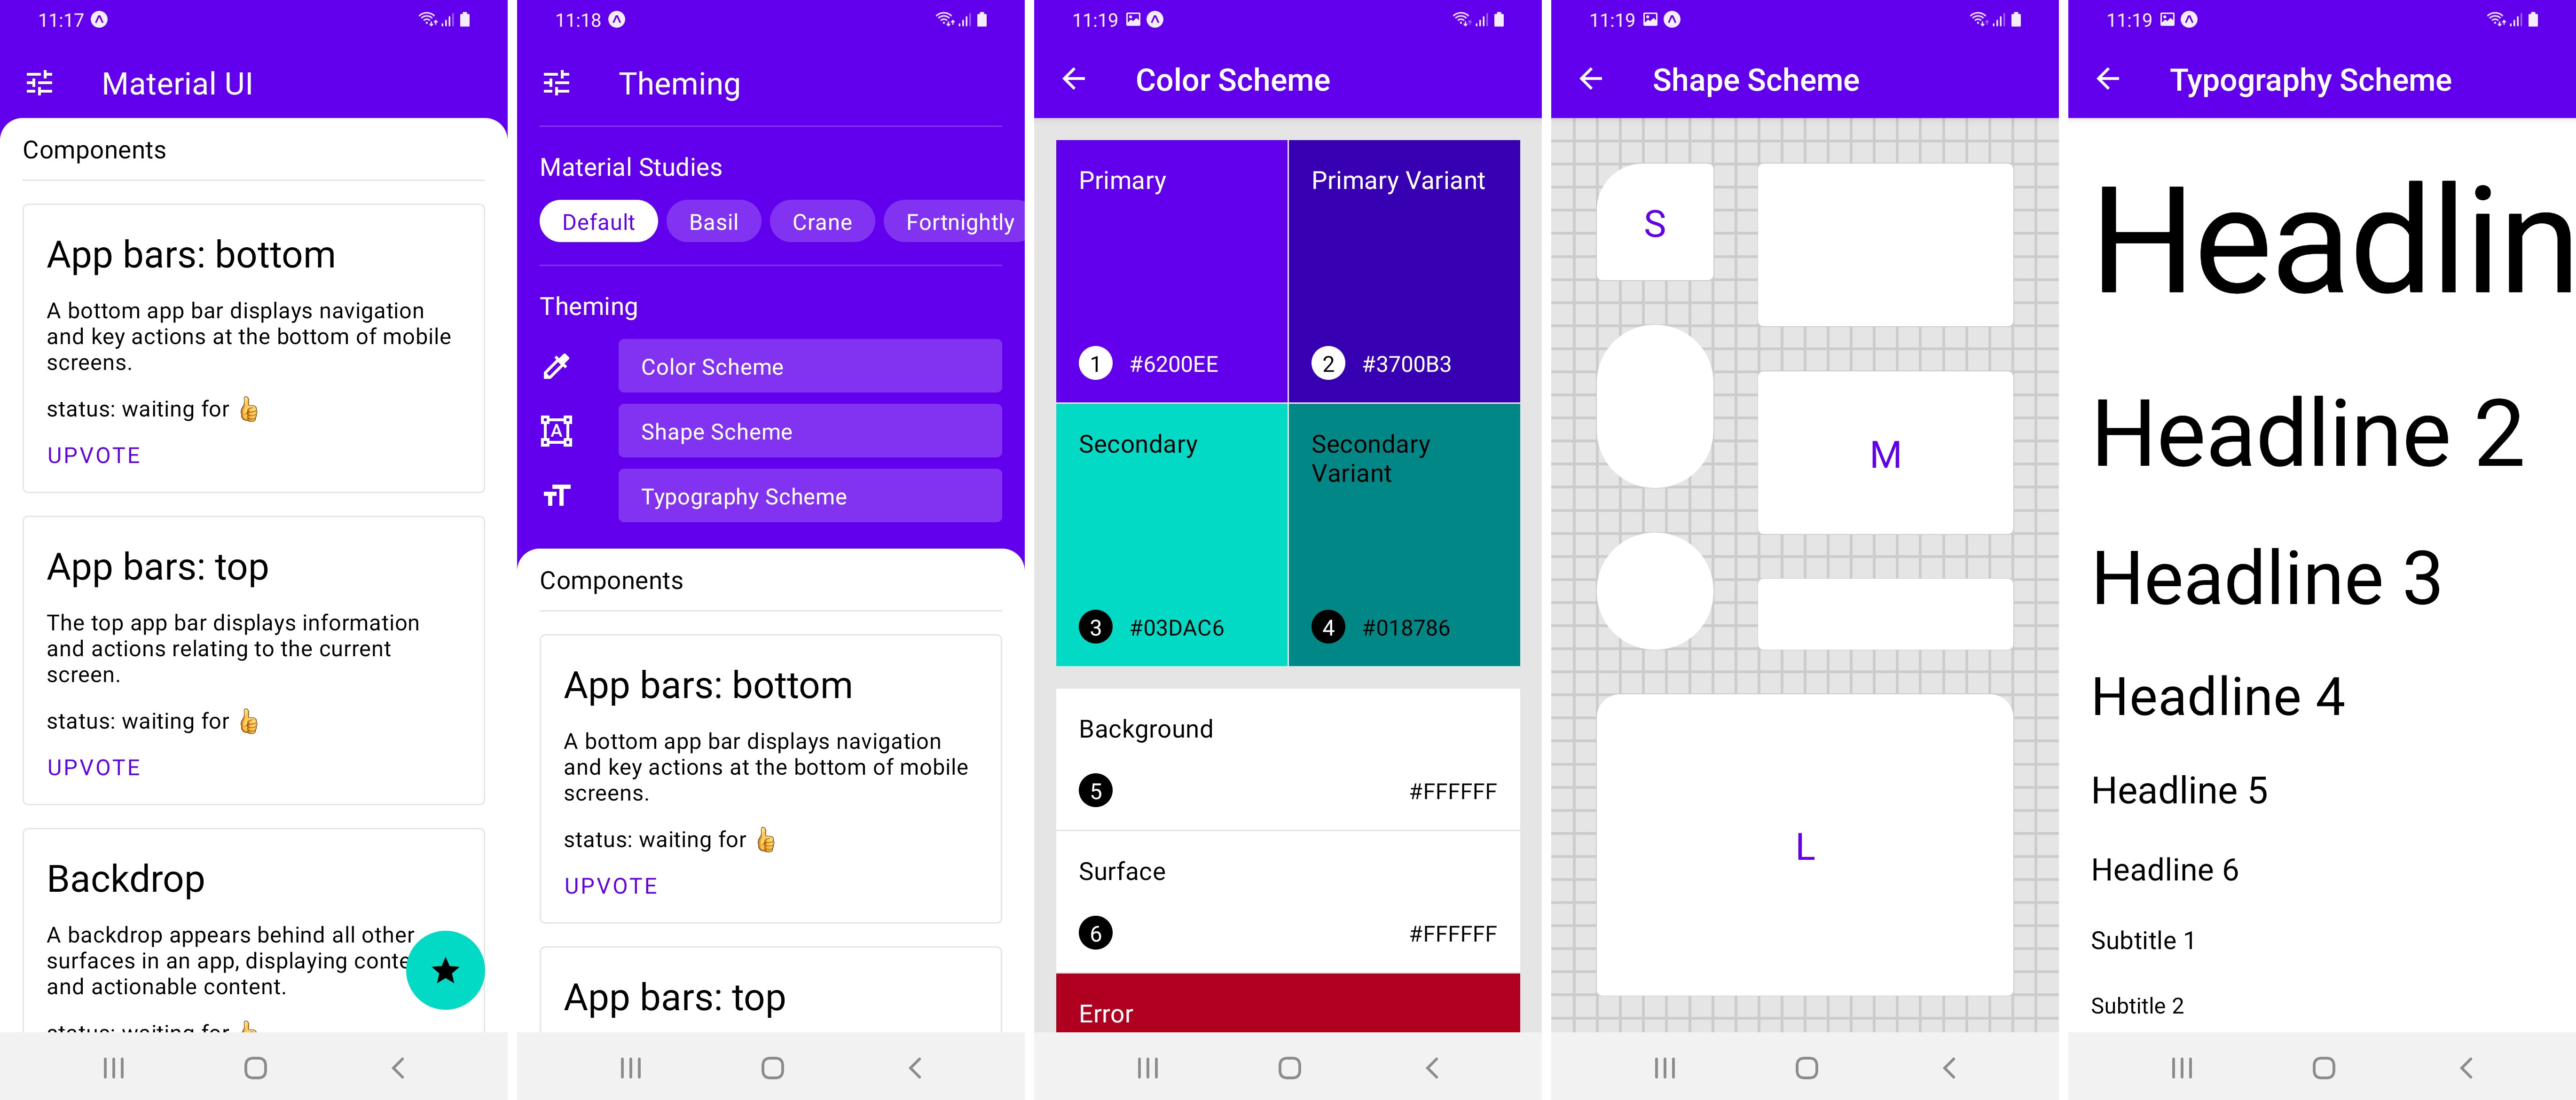 11:17
Material UI
Components
App bars: bottom
A bottom app bar displays navigation
and key actions at the bottom of mobile
screens.
status: waiting for 👍
UPVOTE
App bars: top
The top app bar displays information
and actions relating to the current
screen.
status: waiting for 👍
UPVOTE
Backdrop
A backdrop appears behind all other
surfaces in an app, displaying conte
and actionable content.
status: waiting for 👍
11:18
Theming
Material Studies
Default Basil Crane Fortnightly
Theming
Color Scheme
A
Shape Scheme
Typography Scheme
Components
App bars: bottom
A bottom app bar displays navigation
and key actions at the bottom of mobile
screens.
status: waiting for 👍
UPVOTE
App bars: top
11:19
Color Scheme
Primary
1 #6200EE
Primary Variant
2 #3700B3
Secondary
3 #03DAC6
Secondary
Variant
4 #018786
Background
5 #FFFFFF
Surface
6 #FFFFFF
Error
11:19
Shape Scheme
S
M
L
11:19
Typography Scheme
Headlin
Headline 2
Headline 3
Headline 4
Headline 5
Headline 6
Subtitle 1
Subtitle 2